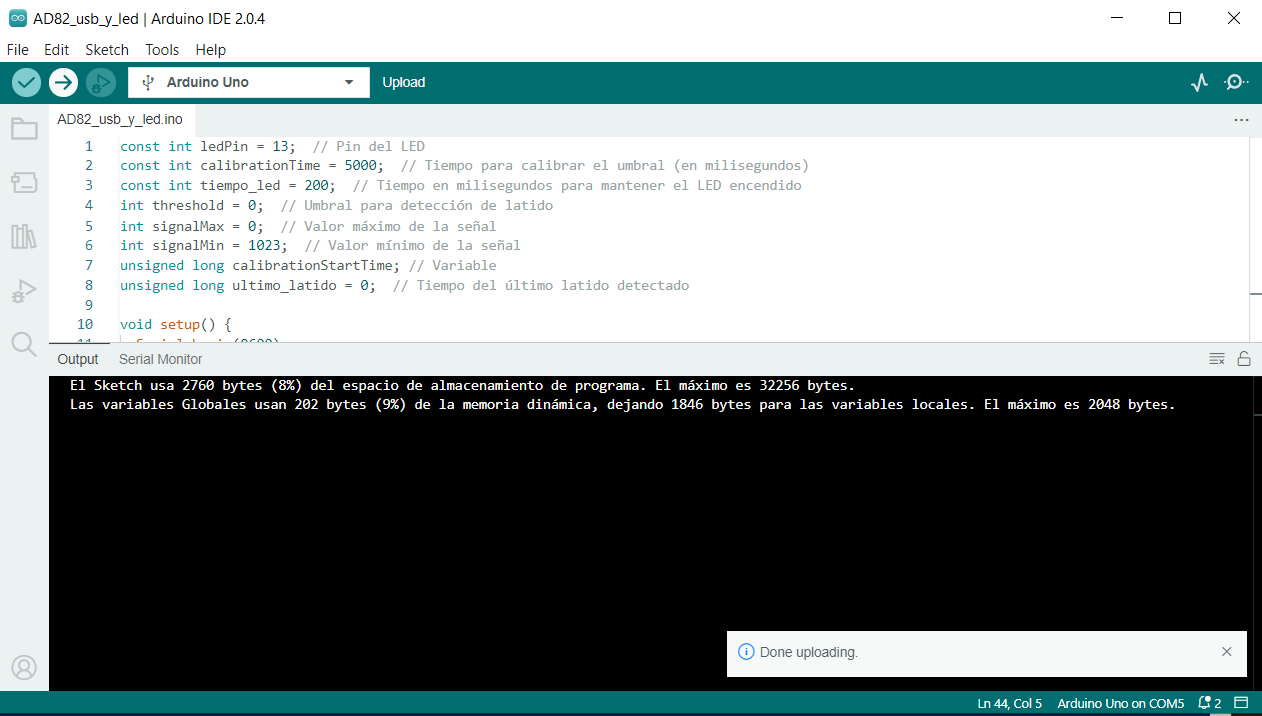 AD82_usb_y_led | Arduino IDE 2.0.4
File Edit Sketch Tools Help
Arduino Uno Upload
AD82_usb_y_led.ino
1 const int ledPin = 13; // Pin del LED
2 const int calibrationTime = 5000; // Tiempo para calibrar el umbral (en milisegundos)
3 const int tiempo_led = 200; // Tiempo en milisegundos para mantener el LED encendido
4 int threshold = 0; // Umbral para detección de latido
5 int signalMax = 0; // Valor máximo de la señal
6 int signalMin = 1023; // Valor mínimo de la señal
7 unsigned long calibrationStartTime; // Variable
8 unsigned long ultimo_latido = 0; // Tiempo del último latido detectado
9
10 void setup() {
Output Serial Monitor
El Sketch usa 2760 bytes (8%) del espacio de almacenamiento de programa. El máximo es 32256 bytes.
Las variables Globales usan 202 bytes (9%) de la memoria dinámica, dejando 1846 bytes para las variables locales. El máximo es 2048 bytes.
Done uploading.
Ln 44, Col 5 Arduino Uno on COM5 2